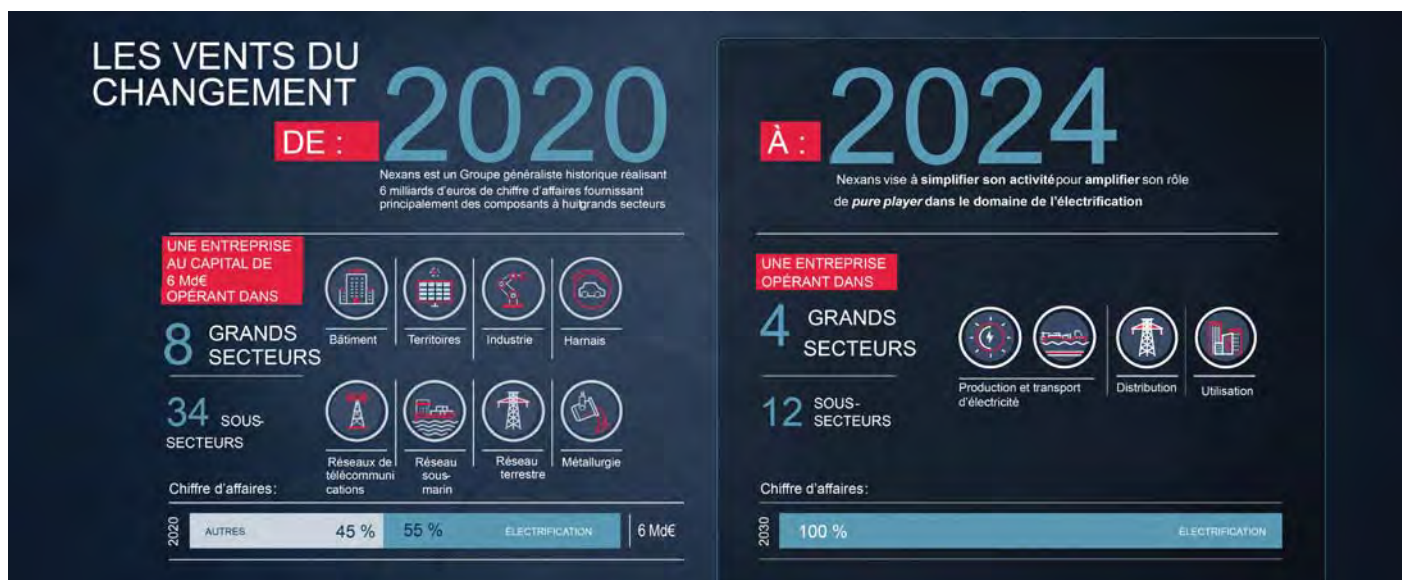 LES VENTS DU
CHANGEMENT
DE :
2020
Nexans est un Groupe généraliste historique réalisant
6 milliards d'euros de chiffre d'affaires fournissant
principalement des composants à huit grands secteurs
UNE ENTREPRISE
AU CAPITAL DE
6 Md€
OPÉRANT DANS
8 GRANDS
SECTEURS
34 SOUS-
SECTEURS
Bâtiment
Territoires
Industrie
Harnais
Réseaux de
télécommuni
cations
Réseau
sous-
marin
Réseau
terrestre
Métallurgie
Chiffre d'affaires:
2020
AUTRES 45 % 55 % ÉLECTRIFICATION 6 Md€
À :
2024
Nexans vise à simplifier son activité pour amplifier son rôle
de pure player dans le domaine de l'électrification
UNE ENTREPRISE
OPÉRANT DANS
4 GRANDS
SECTEURS
12 SOUS-
SECTEURS
Production et transport
d'électricité
Distribution
Utilisation
Chiffre d'affaires:
2030
100 % ÉLECTRIFICATION